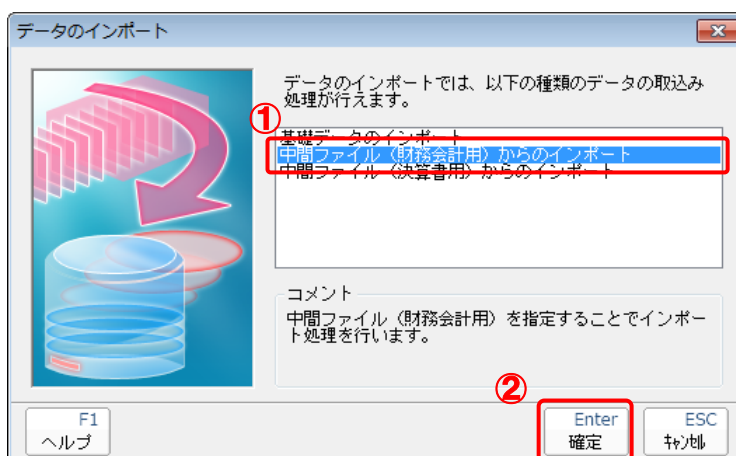 データのインポート
データのインポートでは、以下の種類のデータの取込み
処理が行えます。
①
基礎データのインポート
中間ファイル（財務会計用）からのインポート
中間ファイル（決算書用）からのインポート
コメント
中間ファイル（財務会計用）を指定することでインポー
ト処理を行います。
②
F1
ヘルプ
Enter
確定
ESC
ｷｬﾝｾﾙ